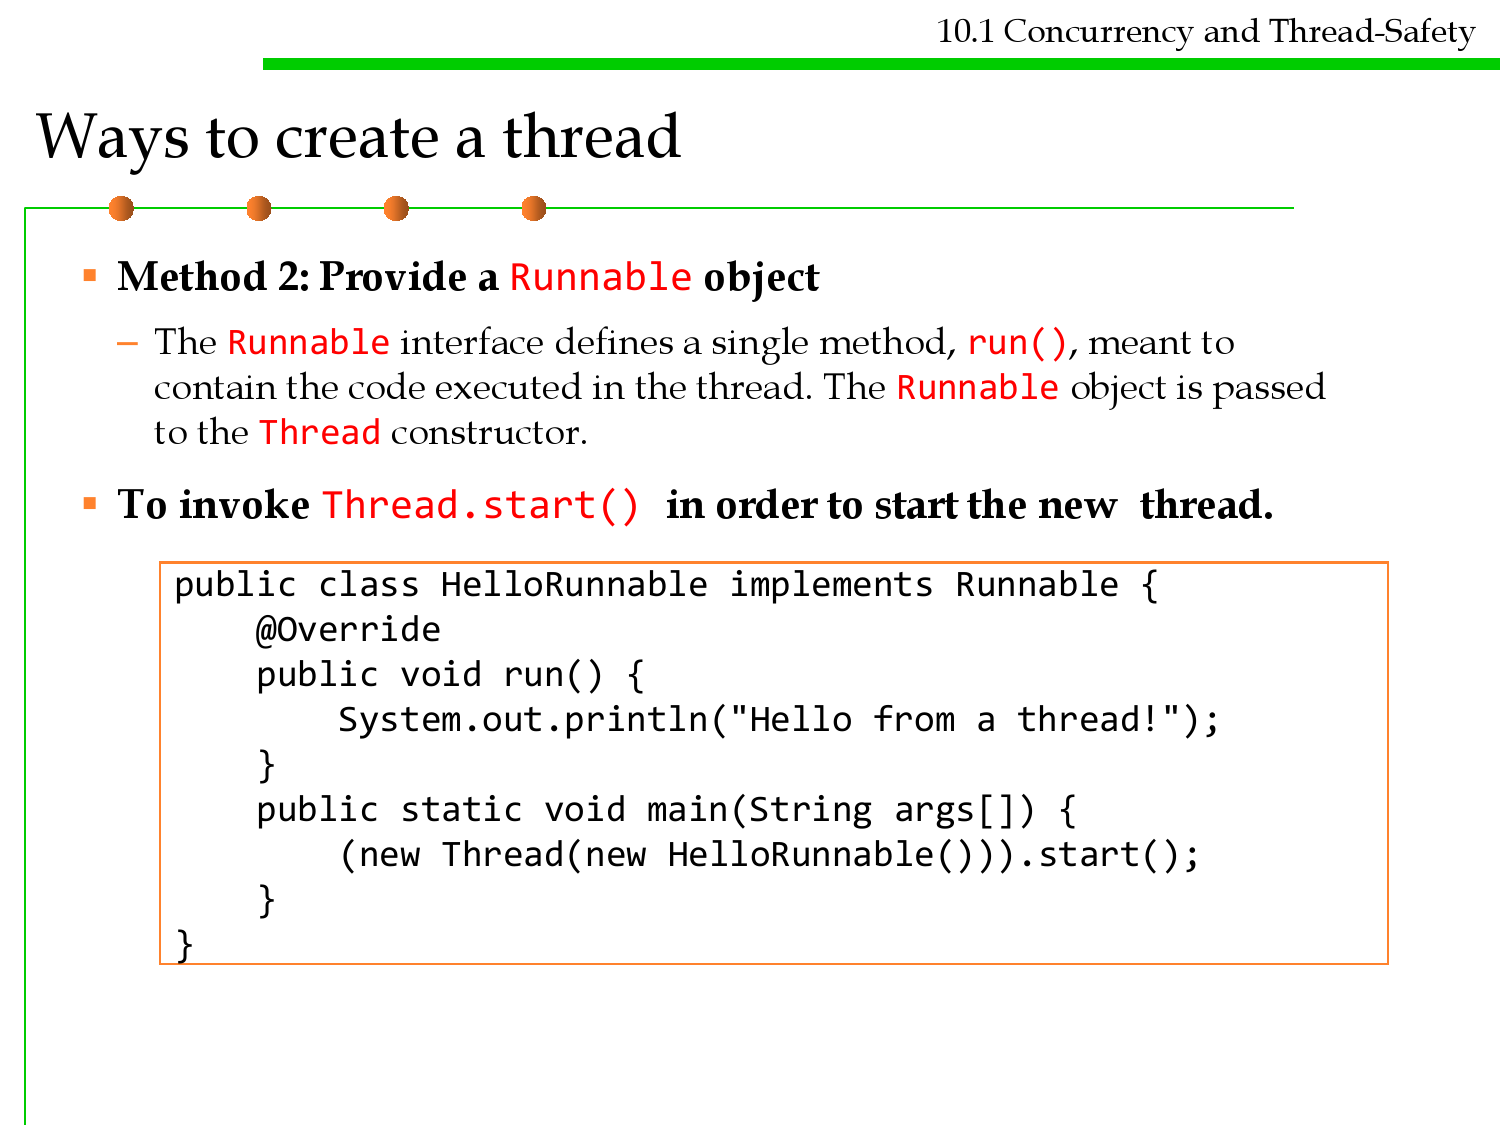 10.1 Concurrency and Thread-Safety
Ways to create a thread
▪ Method 2: Provide a Runnable object
– The Runnable interface defines a single method, run(), meant to
contain the code executed in the thread. The Runnable object is passed
to the Thread constructor.
▪ To invoke Thread.start() in order to start the new  thread.
public class HelloRunnable implements Runnable {
    @Override
    public void run() {
        System.out.println("Hello from a thread!");
    }
    public static void main(String args[]) {
        (new Thread(new HelloRunnable())).start();
    }
}